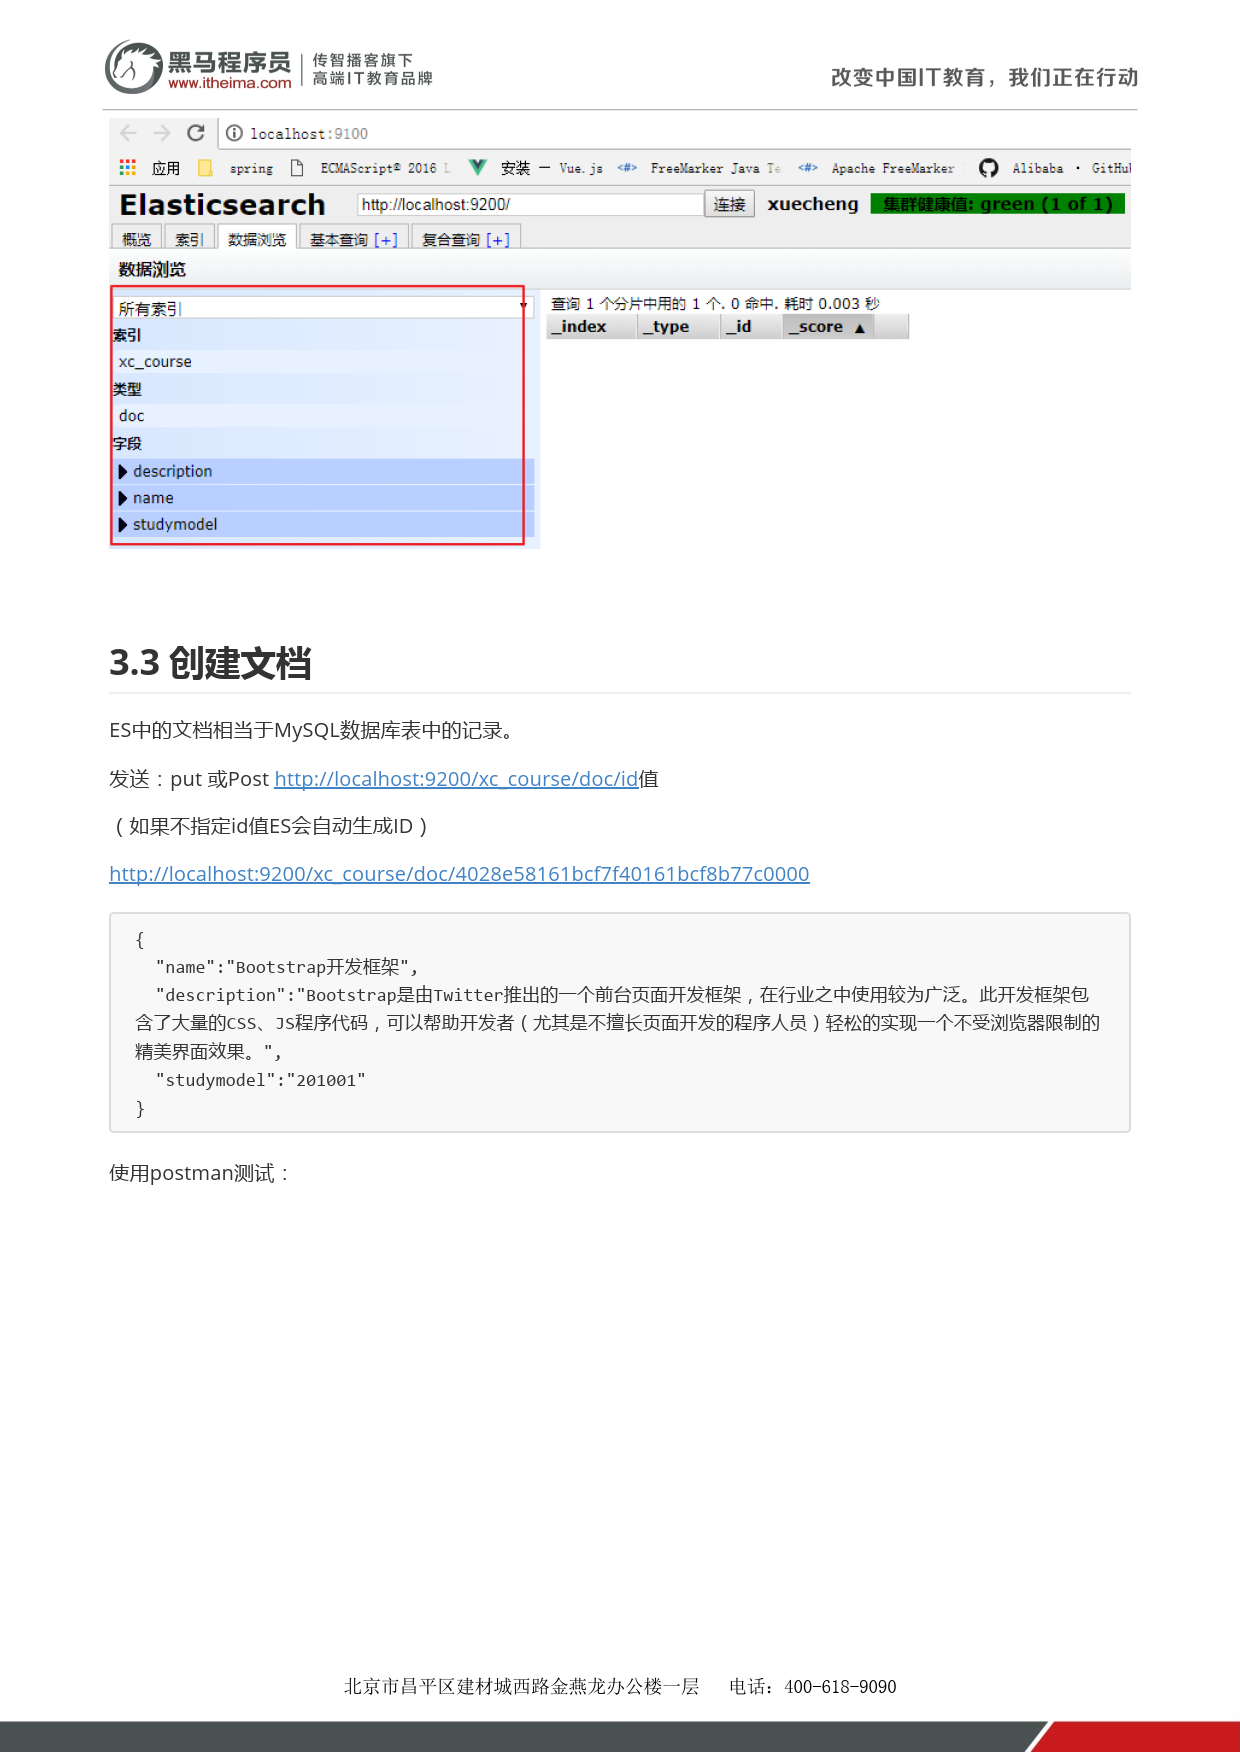 黑马程序员
www.itheima.com
传智播客旗下
高端IT教育品牌
改变中国IT教育，我们正在行动
localhost:9100
应用 spring ECMAScript® 2016 L 安装 — Vue.js <#> FreeMarker Java Te <#> Apache FreeMarker Alibaba · GitHub
Elasticsearch http://localhost:9200/ 连接 xuecheng 集群健康值: green (1 of 1)
概览 索引 数据浏览 基本查询 [+] 复合查询 [+]
数据浏览
所有索引
索引
xc_course
类型
doc
字段
description
name
studymodel
查询 1 个分片中用的 1 个. 0 命中. 耗时 0.003 秒
_index _type _id _score ▲
3.3 创建文档
ES中的文档相当于MySQL数据库表中的记录。
发送：put 或Post http://localhost:9200/xc_course/doc/id值
（如果不指定id值ES会自动生成ID）
http://localhost:9200/xc_course/doc/4028e58161bcf7f40161bcf8b77c0000
{
"name":"Bootstrap开发框架",
"description":"Bootstrap是由Twitter推出的一个前台页面开发框架，在行业之中使用较为广泛。此开发框架包
含了大量的CSS、JS程序代码，可以帮助开发者（尤其是不擅长页面开发的程序人员）轻松的实现一个不受浏览器限制的
精美界面效果。",
"studymodel":"201001"
}
使用postman测试：
北京市昌平区建材城西路金燕龙办公楼一层 电话：400-618-9090